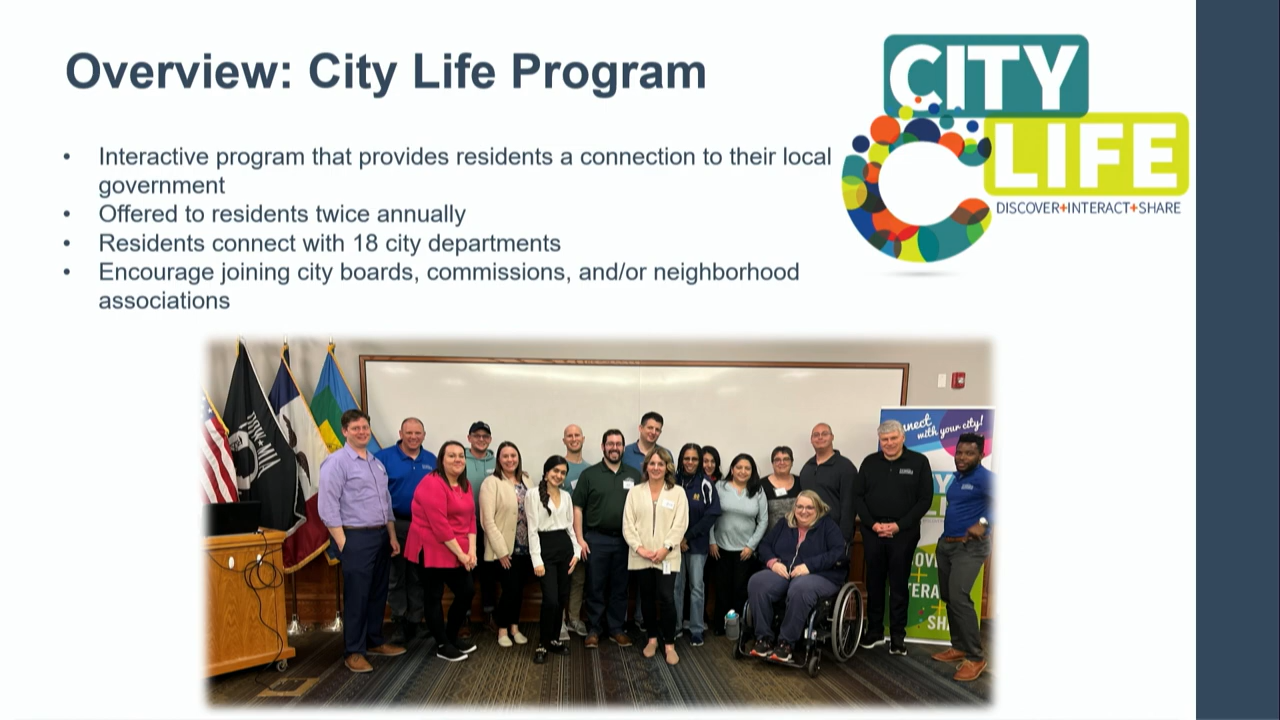 Overview: City Life Program
CITY
LIFE
DISCOVER+INTERACT+SHARE
• Interactive program that provides residents a connection to their local
government
• Offered to residents twice annually
• Residents connect with 18 city departments
• Encourage joining city boards, commissions, and/or neighborhood
associations
POW★MIA
with your city!